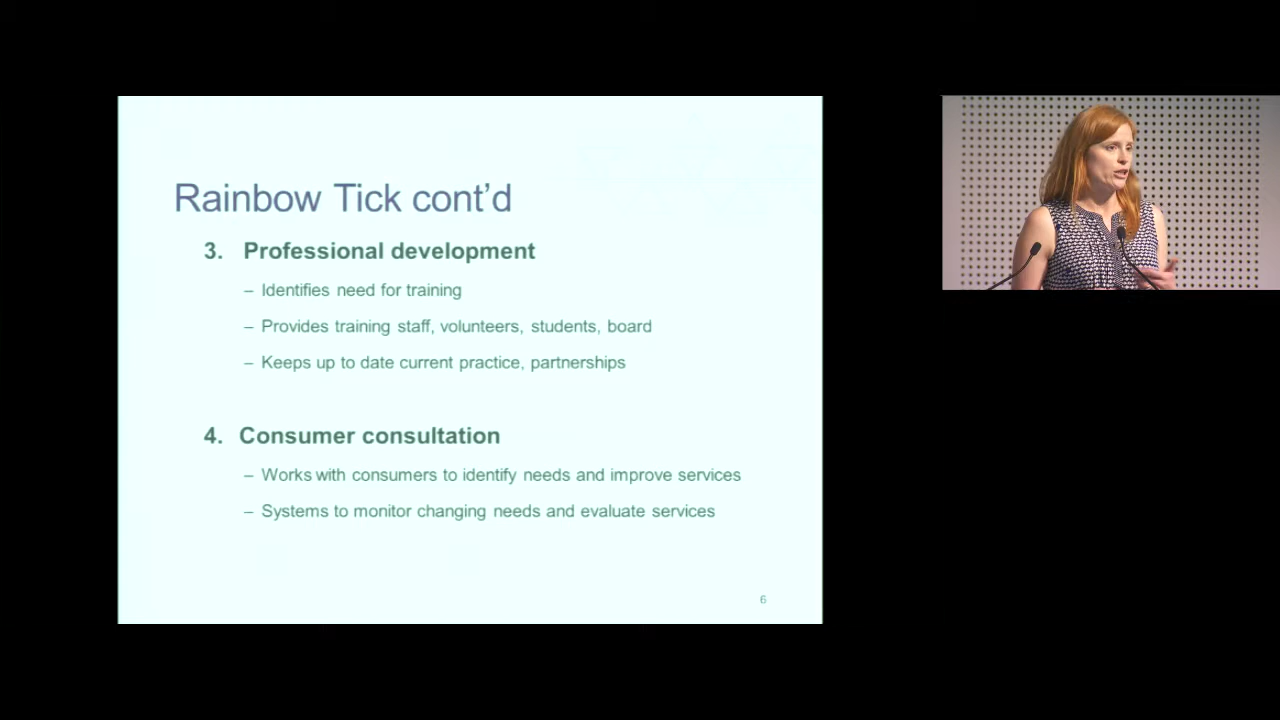 Rainbow Tick cont’d
3. Professional development
– Identifies need for training
– Provides training staff, volunteers, students, board
– Keeps up to date current practice, partnerships
4. Consumer consultation
– Works with consumers to identify needs and improve services
– Systems to monitor changing needs and evaluate services
6